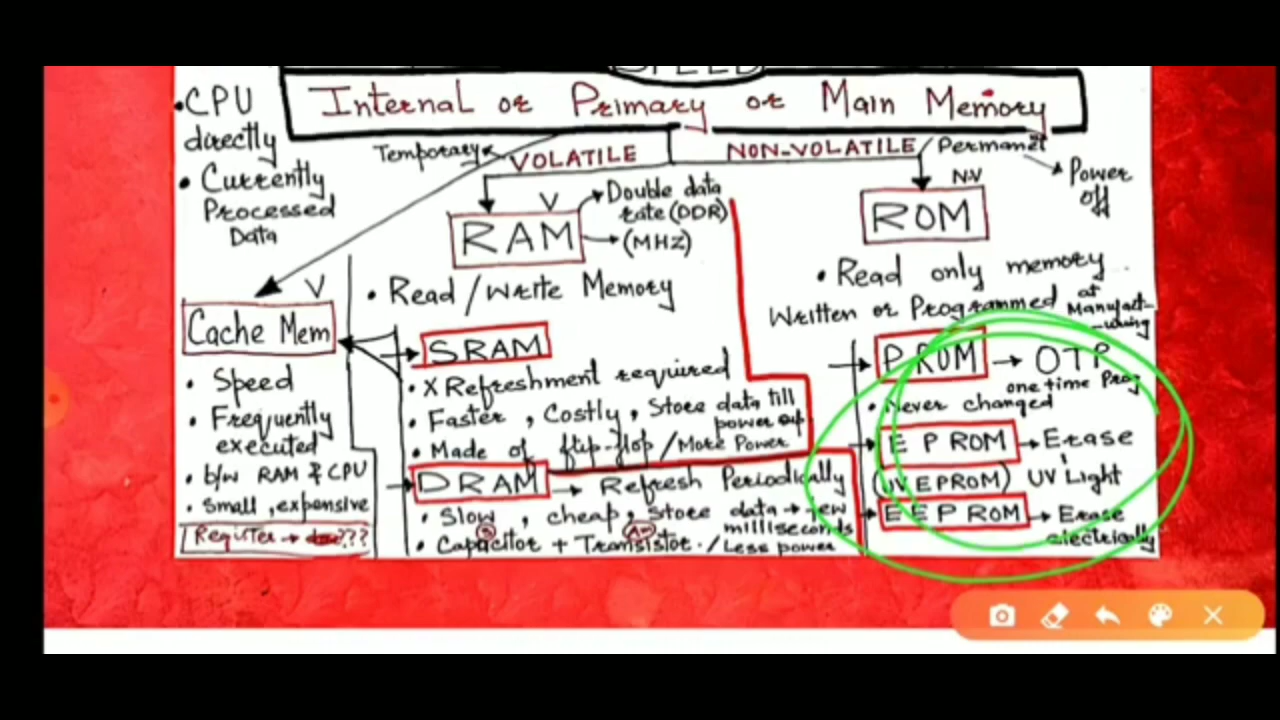 SPEED
Internal or Primary or Main Memory
• CPU
directly
• Currently
Processed
Data
Temporary
VOLATILE
NON-VOLATILE / Permanet
Power
off
V
Cache Mem
• Speed
• Frequently
executed
• b/w RAM & CPU
• Small, expensive
Register → ???
V
RAM
Double data
rate (DDR)
(MHZ)
• Read / Write Memory
SRAM
• X Refreshment required
• Faster, Costly, Store data till
power
• Made of flip-flop / More Power
DRAM → Refresh Periodically
• Slow, cheap, Store data → few
milliseconds
• Capacitor + Transistor. / Less power
N.V
ROM
• Read only memory
Written or Programmed at
Manufact-
-uring
PROM → OTP
one time Prog
• Never changed
EPROM → Erase
(UVEPROM) UV Light
EEPROM → Erase
electrically